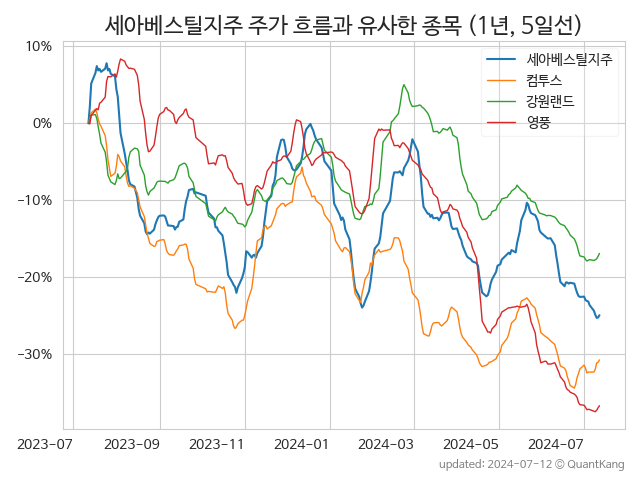 세아베스틸지주 주가 흐름과 유사한 종목 (1년, 5일선)
10%
0%
−10%
−20%
−30%
세아베스틸지주
컴투스
강원랜드
영풍
2023-07 2023-09 2023-11 2024-01 2024-03 2024-05 2024-07
updated: 2024-07-12 © QuantKang